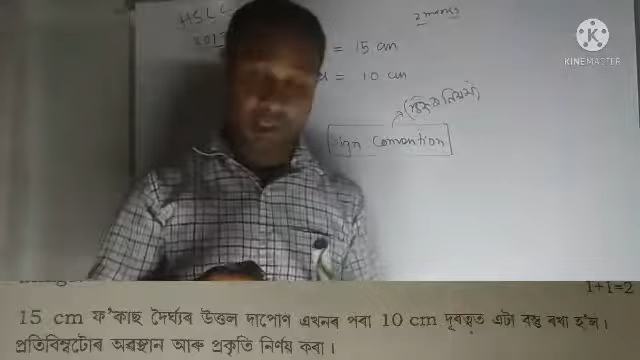 HSLC
2 marks
= 15 cm
= 10 cm
Sign Convention
KINEMASTER
1+1=2
15 cm ফ'কাছ দৈৰ্ঘ্যৰ উত্তল দাপোণ এখনৰ পৰা 10 cm দূৰত্বত এটা বস্তু ৰখা হ'ল।
প্ৰতিবিম্বটোৰ অৱস্থান আৰু প্ৰকৃতি নিৰ্ণয় কৰা।